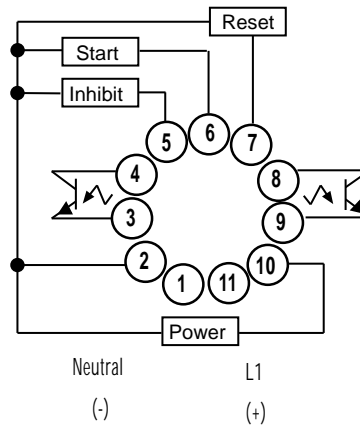 Reset
Start
Inhibit
5 6 7
4 8
3 9
2 10
1 11
Power
Neutral L1
(-) (+)